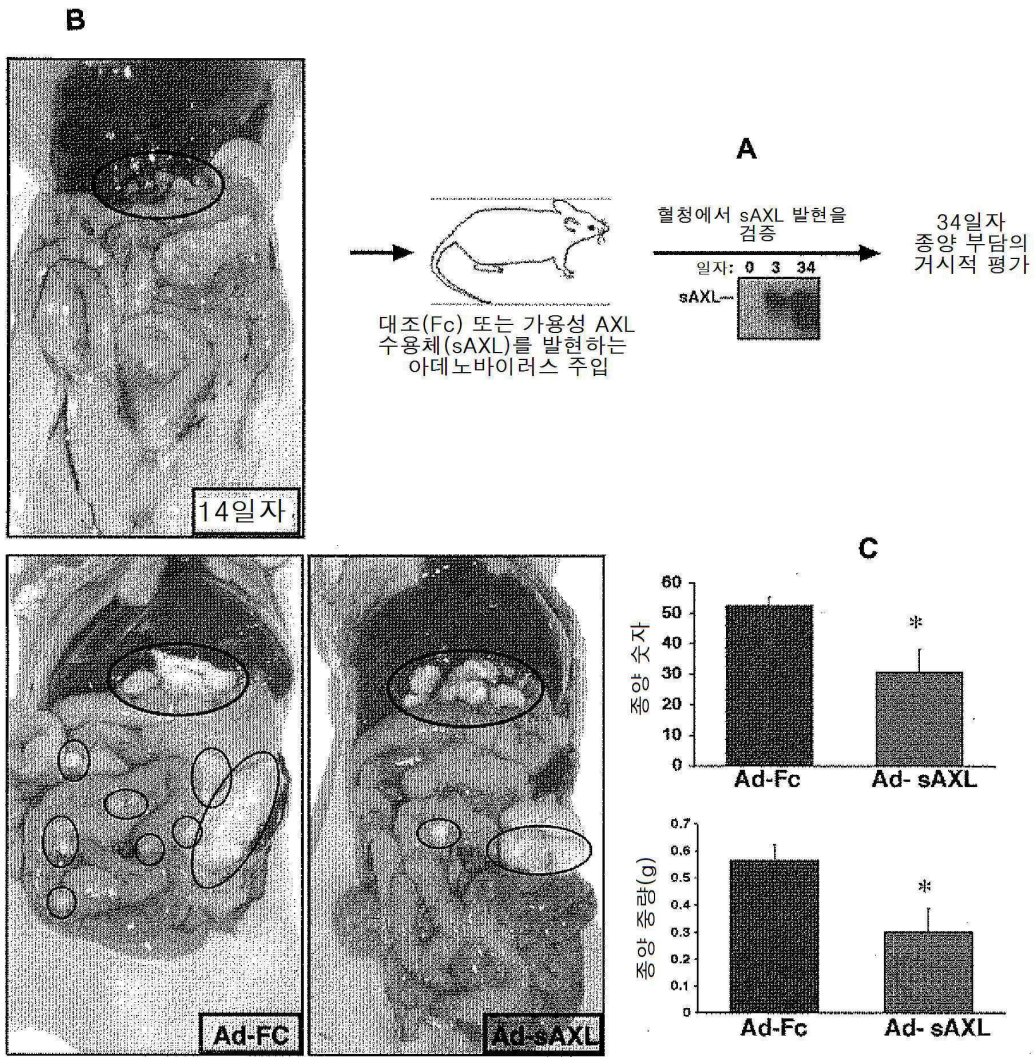 B
14일자
A
대조(Fc) 또는 가용성 AXL
수용체(sAXL)를 발현하는
아데노바이러스 주입
혈청에서 sAXL 발현을
검증
일자: 0 3 34
sAXL
34일자
종양 부담의
거시적 평가
Ad-FC
Ad-sAXL
C
종양 숫자
60
50
40
30
20
10
0
*
Ad-Fc Ad- sAXL
종양 중량(g)
0.7
0.6
0.5
0.4
0.3
0.2
0.1
0
*
Ad-Fc Ad- sAXL